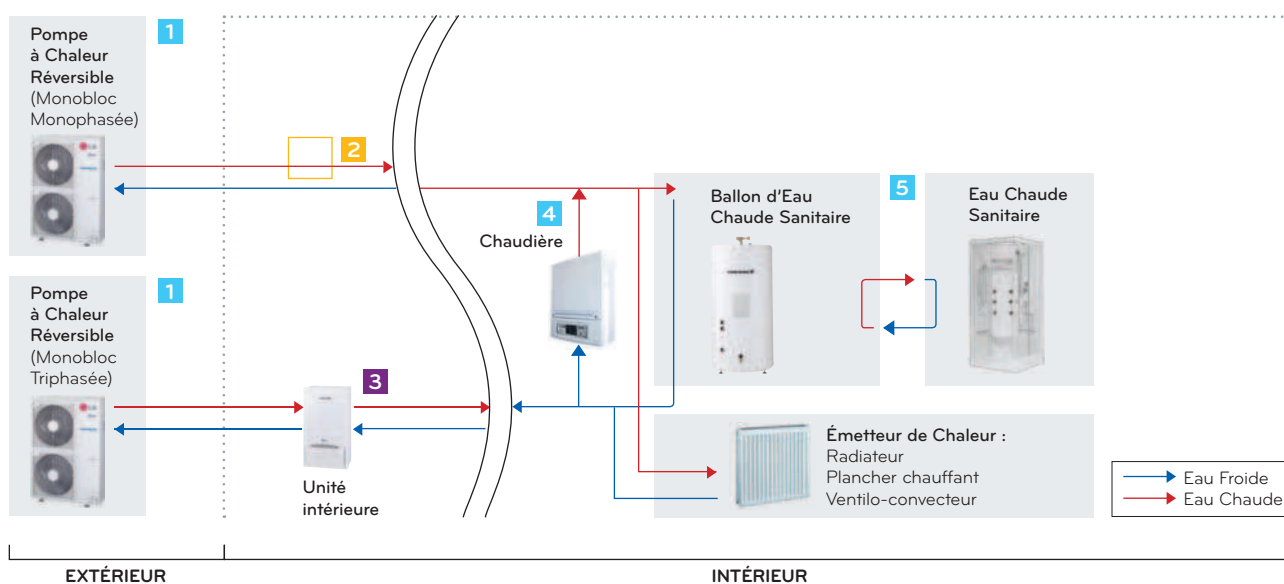 Pompe
à Chaleur
Réversible
(Monobloc
Monophasée)
1
2
4
Chaudière
Ballon d'Eau
Chaude Sanitaire
5
Eau Chaude
Sanitaire
Pompe
à Chaleur
Réversible
(Monobloc
Triphasée)
1
3
Unité
intérieure
Émetteur de Chaleur :
Radiateur
Plancher chauffant
Ventilo-convecteur
Eau Froide
Eau Chaude
EXTÉRIEUR
INTÉRIEUR